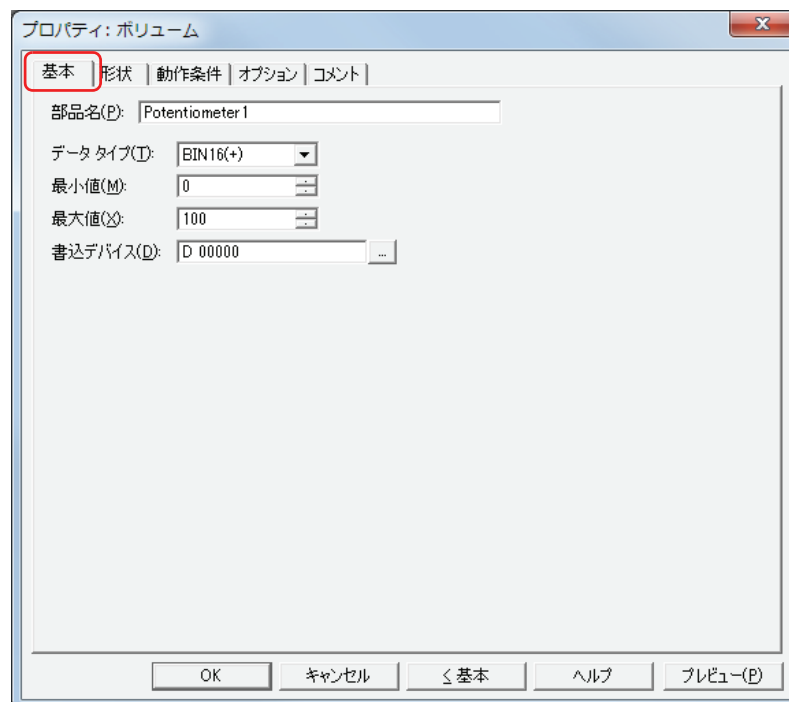 プロパティ: ボリューム
基本 形状 動作条件 オプション コメント
部品名(P): Potentiometer1
データ タイプ(T): BIN16(+)
最小値(M): 0
最大値(X): 100
書込デバイス(D): D 00000 ...
OK キャンセル < 基本 ヘルプ プレビュー(P)